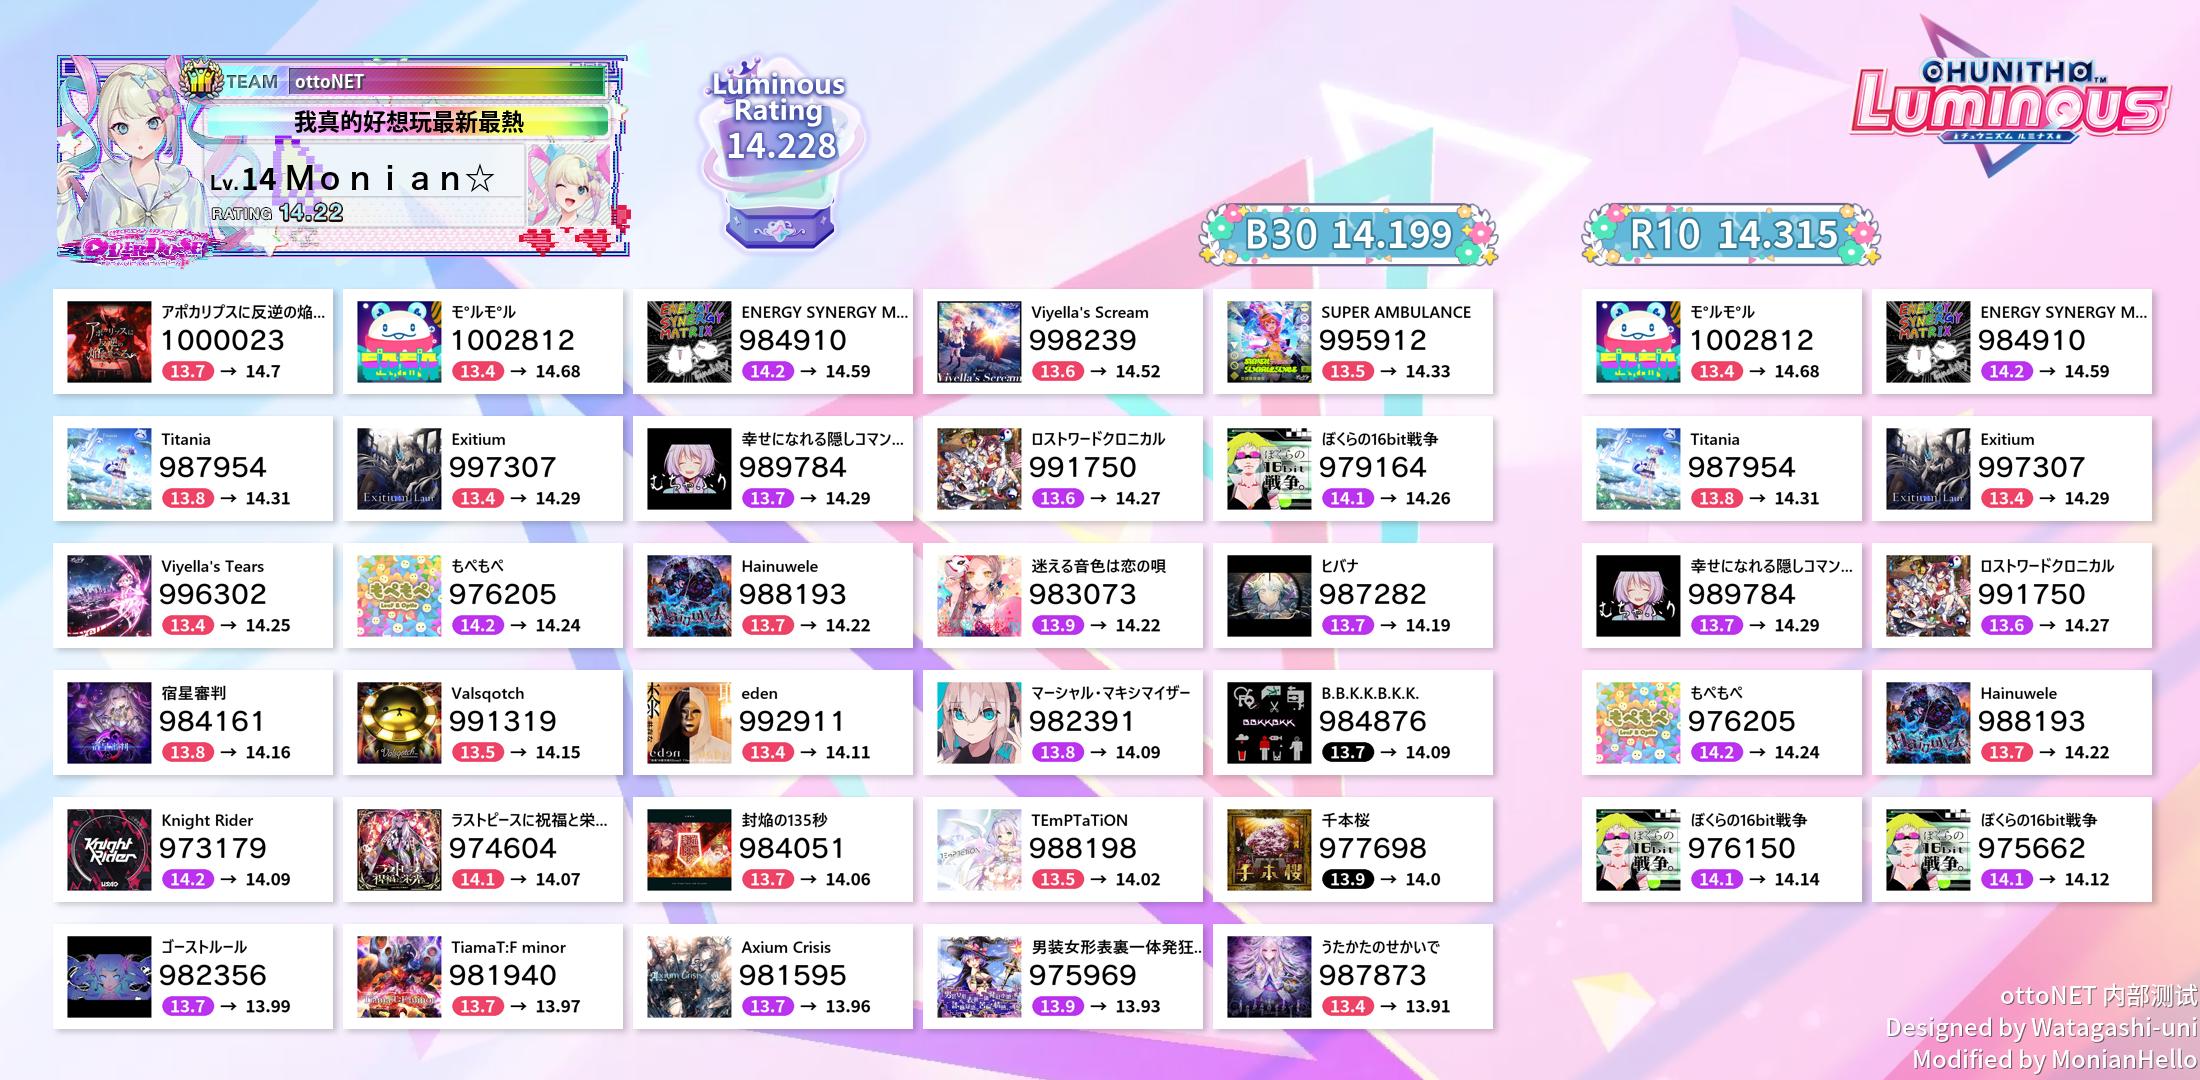 TEAM ottoNET
我真的好想玩最新最熱
Lv.14 Monian☆
RATING 14.22
OVERDOSE
Luminous
Rating
14.228
CHUNITHM™
LUMINOUS
チュウニズム ルミナス
B30 14.199
R10 14.315
アポカリプスに反逆の焔...
1000023
13.7 → 14.7
モ°ルモ°ル
1002812
13.4 → 14.68
ENERGY SYNERGY M...
984910
14.2 → 14.59
Viyella's Scream
998239
13.6 → 14.52
SUPER AMBULANCE
995912
13.5 → 14.33
Titania
987954
13.8 → 14.31
Exitium
997307
13.4 → 14.29
幸せになれる隠しコマン...
989784
13.7 → 14.29
ロストワードクロニカル
991750
13.6 → 14.27
ぼくらの16bit戦争
979164
14.1 → 14.26
Viyella's Tears
996302
13.4 → 14.25
もぺもぺ
976205
14.2 → 14.24
Hainuwele
988193
13.7 → 14.22
迷える音色は恋の唄
983073
13.9 → 14.22
ヒバナ
987282
13.7 → 14.19
宿星審判
984161
13.8 → 14.16
Valsqotch
991319
13.5 → 14.15
eden
992911
13.4 → 14.11
マーシャル・マキシマイザー
982391
13.8 → 14.09
B.B.K.K.B.K.K.
984876
13.7 → 14.09
Knight Rider
973179
14.2 → 14.09
ラストピースに祝福と栄...
974604
14.1 → 14.07
封焔の135秒
984051
13.7 → 14.06
TEmPTaTiON
988198
13.5 → 14.02
千本桜
977698
13.9 → 14.0
ゴーストルール
982356
13.7 → 13.99
TiamaT:F minor
981940
13.7 → 13.97
Axium Crisis
981595
13.7 → 13.96
男装女形表裏一体発狂...
975969
13.9 → 13.93
うたかたのせかいで
987873
13.4 → 13.91
モ°ルモ°ル
1002812
13.4 → 14.68
ENERGY SYNERGY M...
984910
14.2 → 14.59
Titania
987954
13.8 → 14.31
Exitium
997307
13.4 → 14.29
幸せになれる隠しコマン...
989784
13.7 → 14.29
ロストワードクロニカル
991750
13.6 → 14.27
もぺもぺ
976205
14.2 → 14.24
Hainuwele
988193
13.7 → 14.22
ぼくらの16bit戦争
976150
14.1 → 14.14
ぼくらの16bit戦争
975662
14.1 → 14.12
ottoNET 内部测试
Designed by Watagashi-uni
Modified by MonianHello